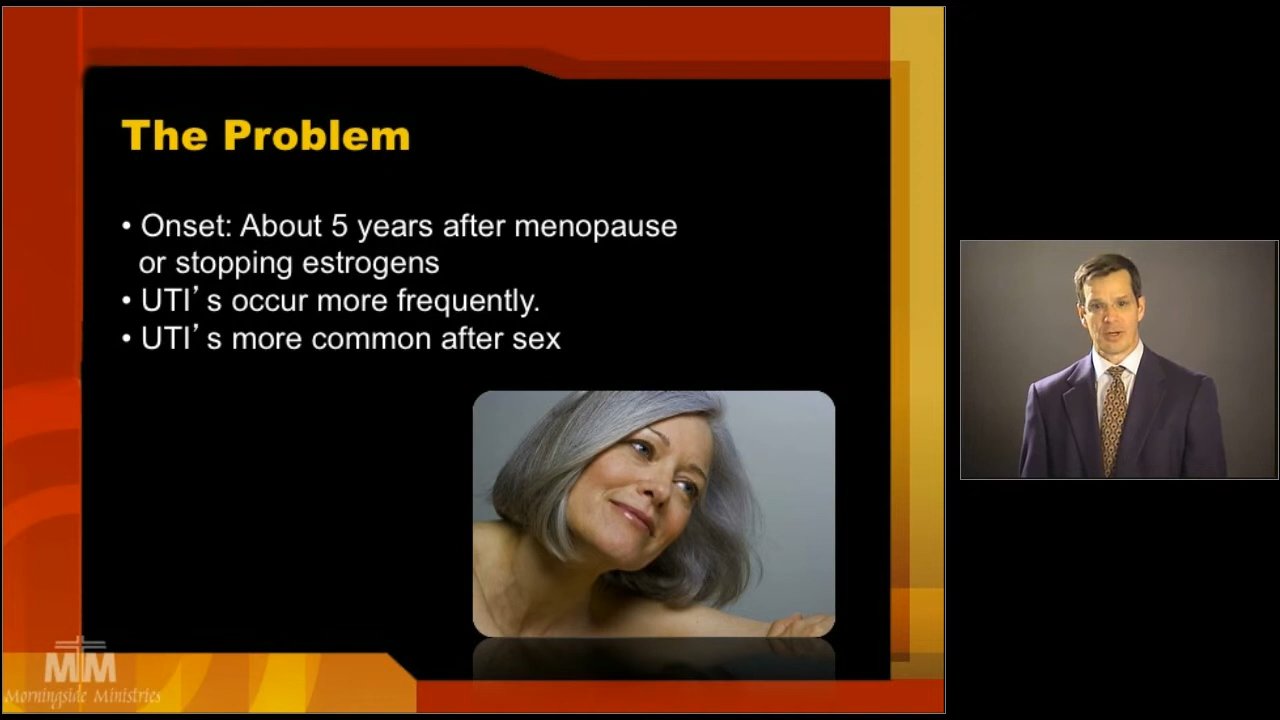 The Problem
• Onset: About 5 years after menopause
or stopping estrogens
• UTI’s occur more frequently.
• UTI’s more common after sex
MM
Morningside Ministries